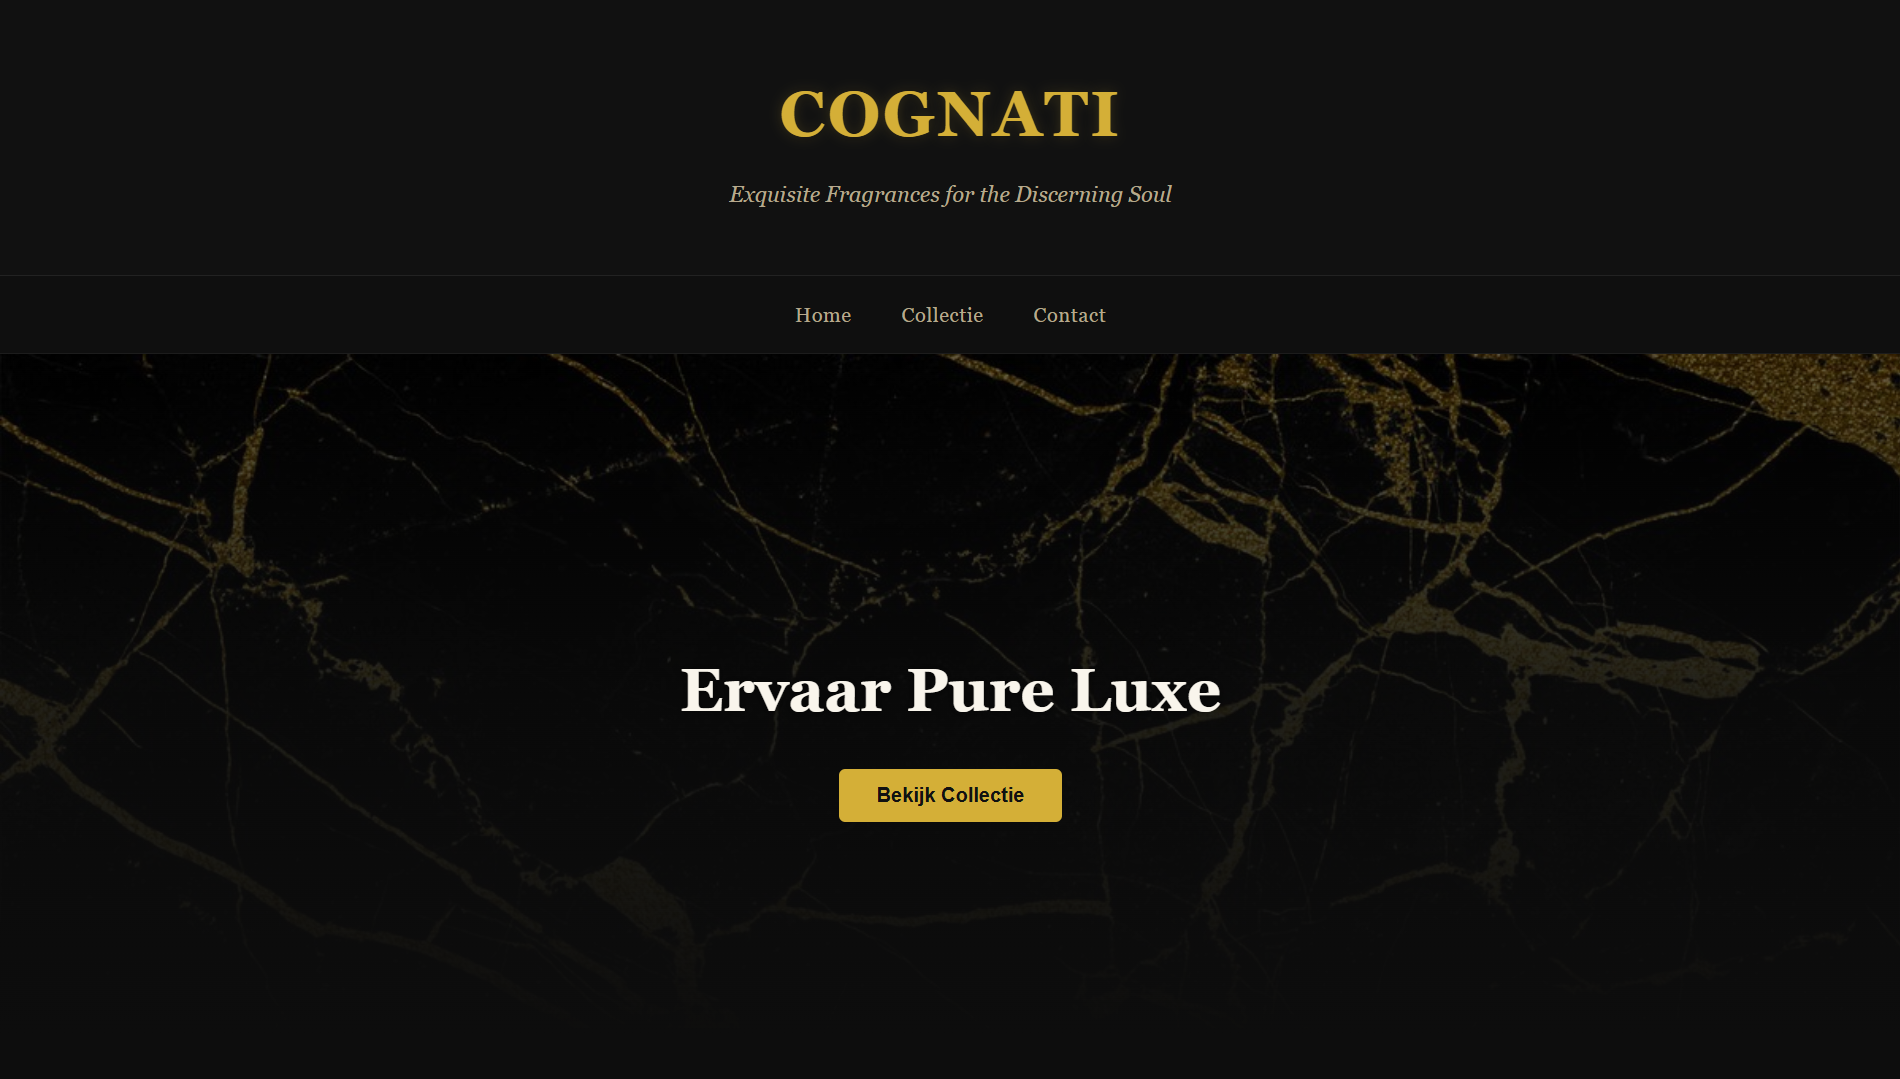 COGNATI
Exquisite Fragrances for the Discerning Soul
Home Collectie Contact
Ervaar Pure Luxe
Bekijk Collectie